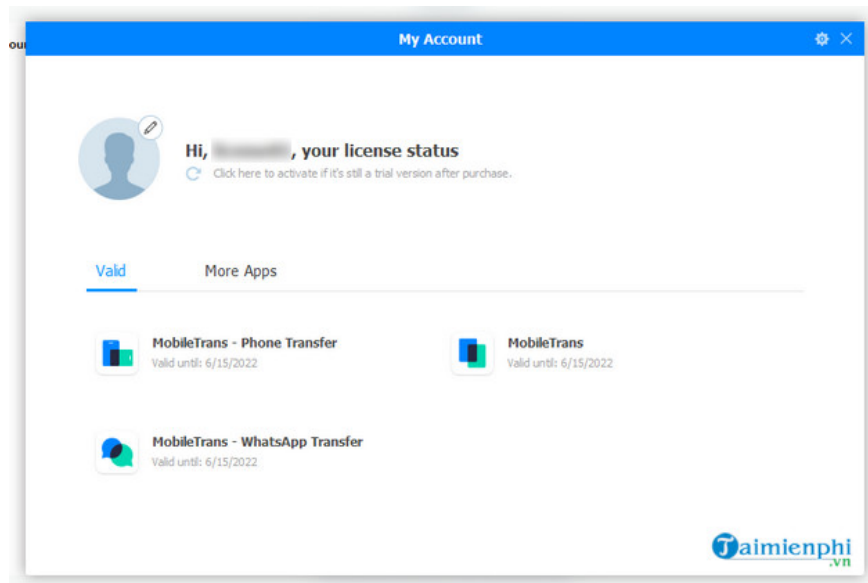 our
My Account
Hi, , your license status
Click here to activate if it's still a trial version after purchase.
Valid
More Apps
MobileTrans - Phone Transfer
Valid until: 6/15/2022
MobileTrans
Valid until: 6/15/2022
MobileTrans - WhatsApp Transfer
Valid until: 6/15/2022
Taimienphi
.vn